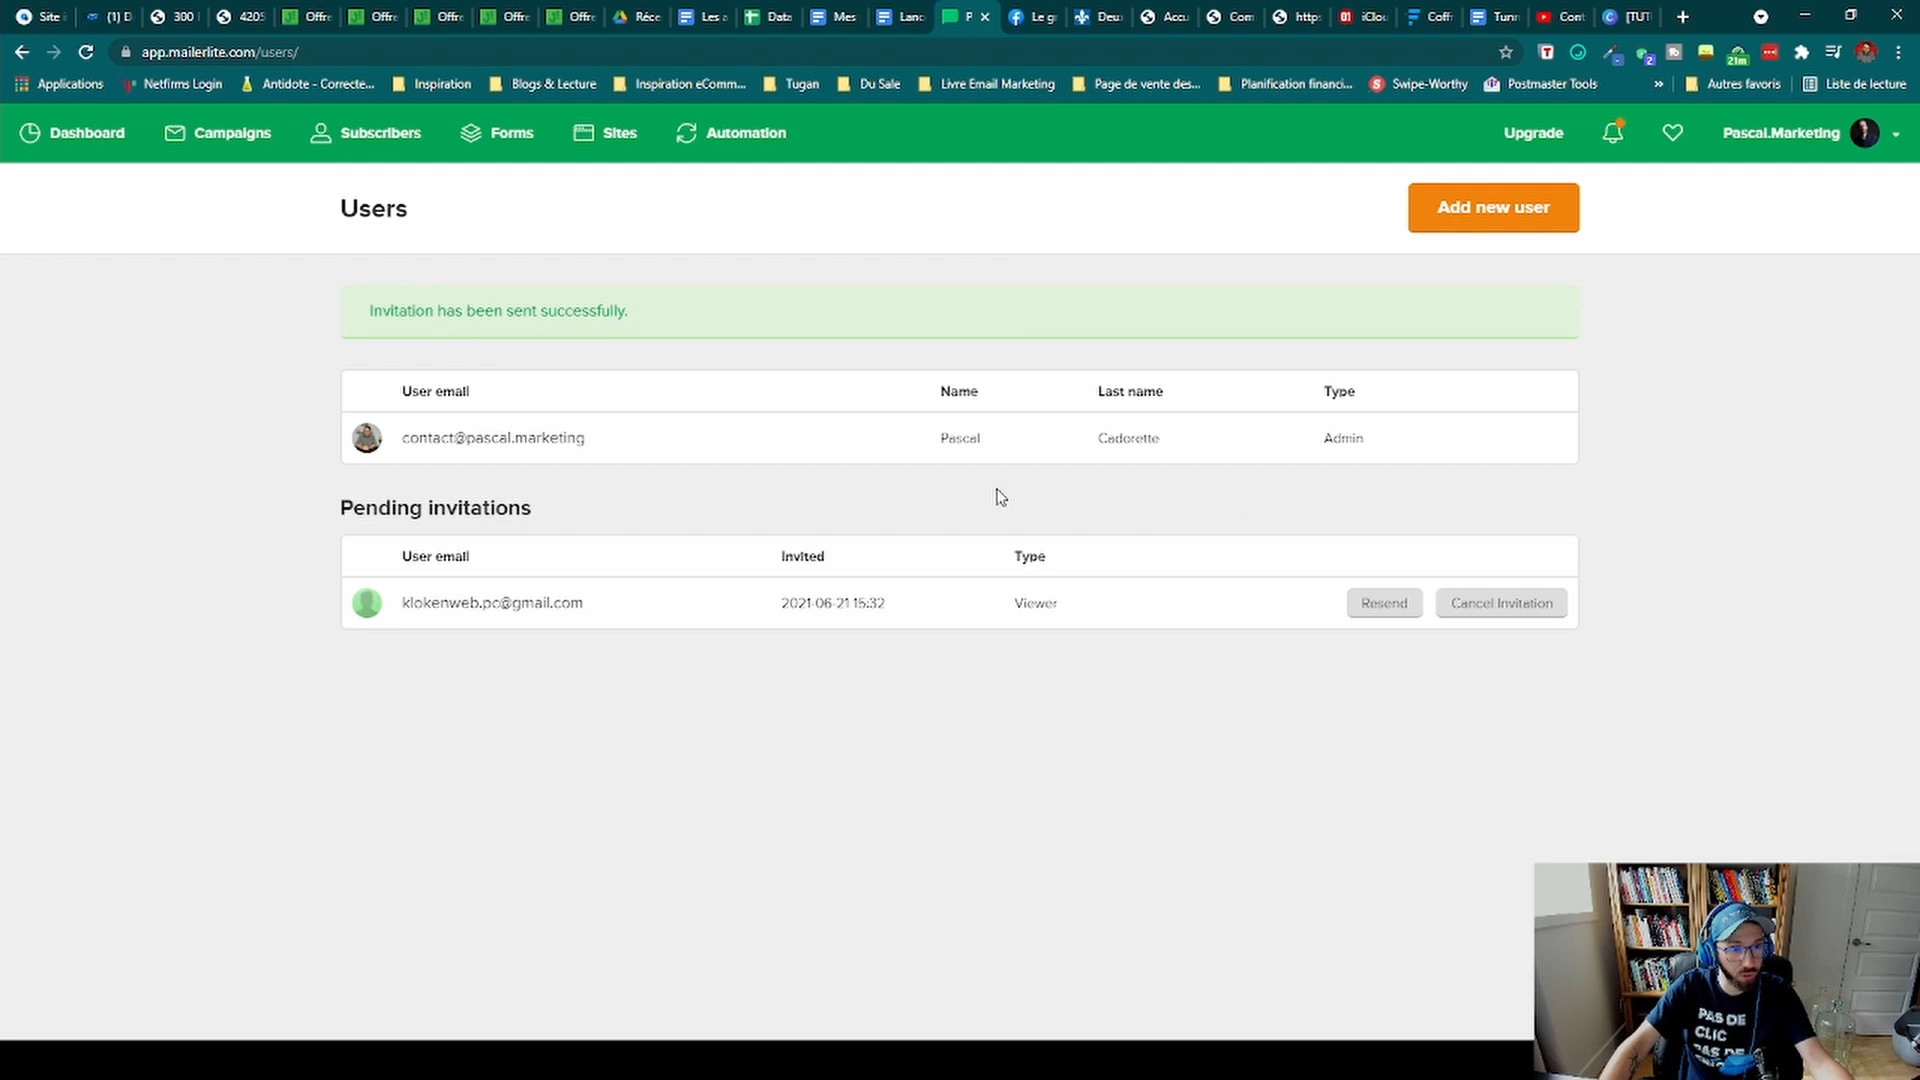 Site i
(1) D
300
4205
Offre
Offre
Offre
Offre
Offre
Réce
Les a
Data
Mes
Lanc
P
Le gr
Deux
Accu
Com
https
iClou
Coff
Tunn
Cont
[TUT
app.mailerlite.com/users/
21m
2
Applications
Netfirms Login
Antidote - Correcte...
Inspiration
Blogs & Lecture
Inspiration eComm...
Tugan
Du Sale
Livre Email Marketing
Page de vente des...
Planification financi...
Swipe-Worthy
Postmaster Tools
»
Autres favoris
Liste de lecture
Dashboard
Campaigns
Subscribers
Forms
Sites
Automation
Upgrade
Pascal.Marketing
Users
Add new user
Invitation has been sent successfully.
User email Name Last name Type
contact@pascal.marketing Pascal Cadorette Admin
Pending invitations
User email Invited Type
klokenweb.pc@gmail.com 2021-06-21 15:32 Viewer Resend Cancel Invitation
PAS DE
CLIC
PAS DE